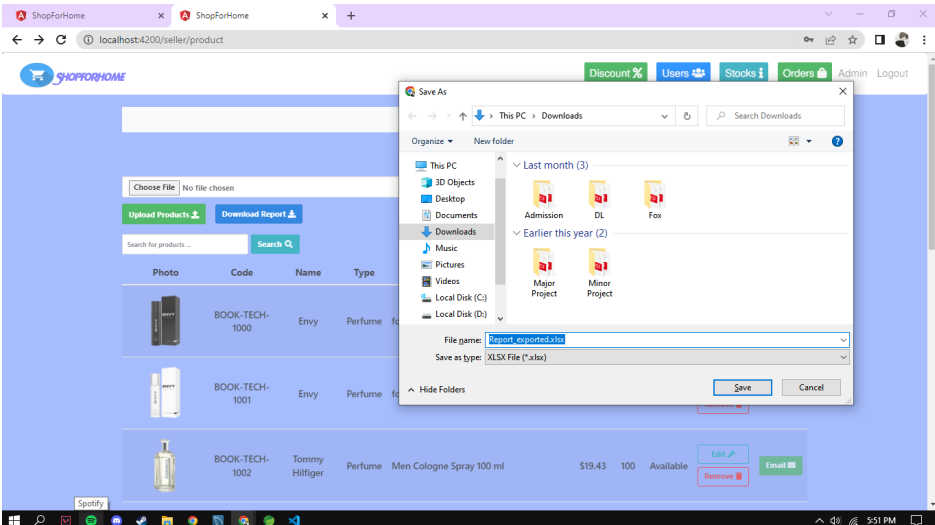 ShopForHome
ShopForHome
localhost:4200/seller/product
SHOPFORHOME
Discount %
Users
Stocks
Orders
Admin
Logout
Save As
This PC > Downloads
Search Downloads
Organize
New folder
This PC
3D Objects
Desktop
Documents
Downloads
Music
Pictures
Videos
Local Disk (C:)
Local Disk (D:)
Last month (3)
Admission
DL
Fox
Earlier this year (2)
Major
Project
Minor
Project
File name: Report_exported.xlsx
Save as type: XLSX File (*.xlsx)
Hide Folders
Save
Cancel
Choose File No file chosen
Upload Products
Download Report
Search for products ...
Search
Photo Code Name Type
ENVY
BOOK-TECH-
1000
Envy
Perfume
ENVY
BOOK-TECH-
1001
Envy
Perfume
BOOK-TECH-
1002
Tommy
Hilfiger
Perfume
Men Cologne Spray 100 ml
$19.43
100
Available
Edit
Remove
Email
Spotify
5:51 PM